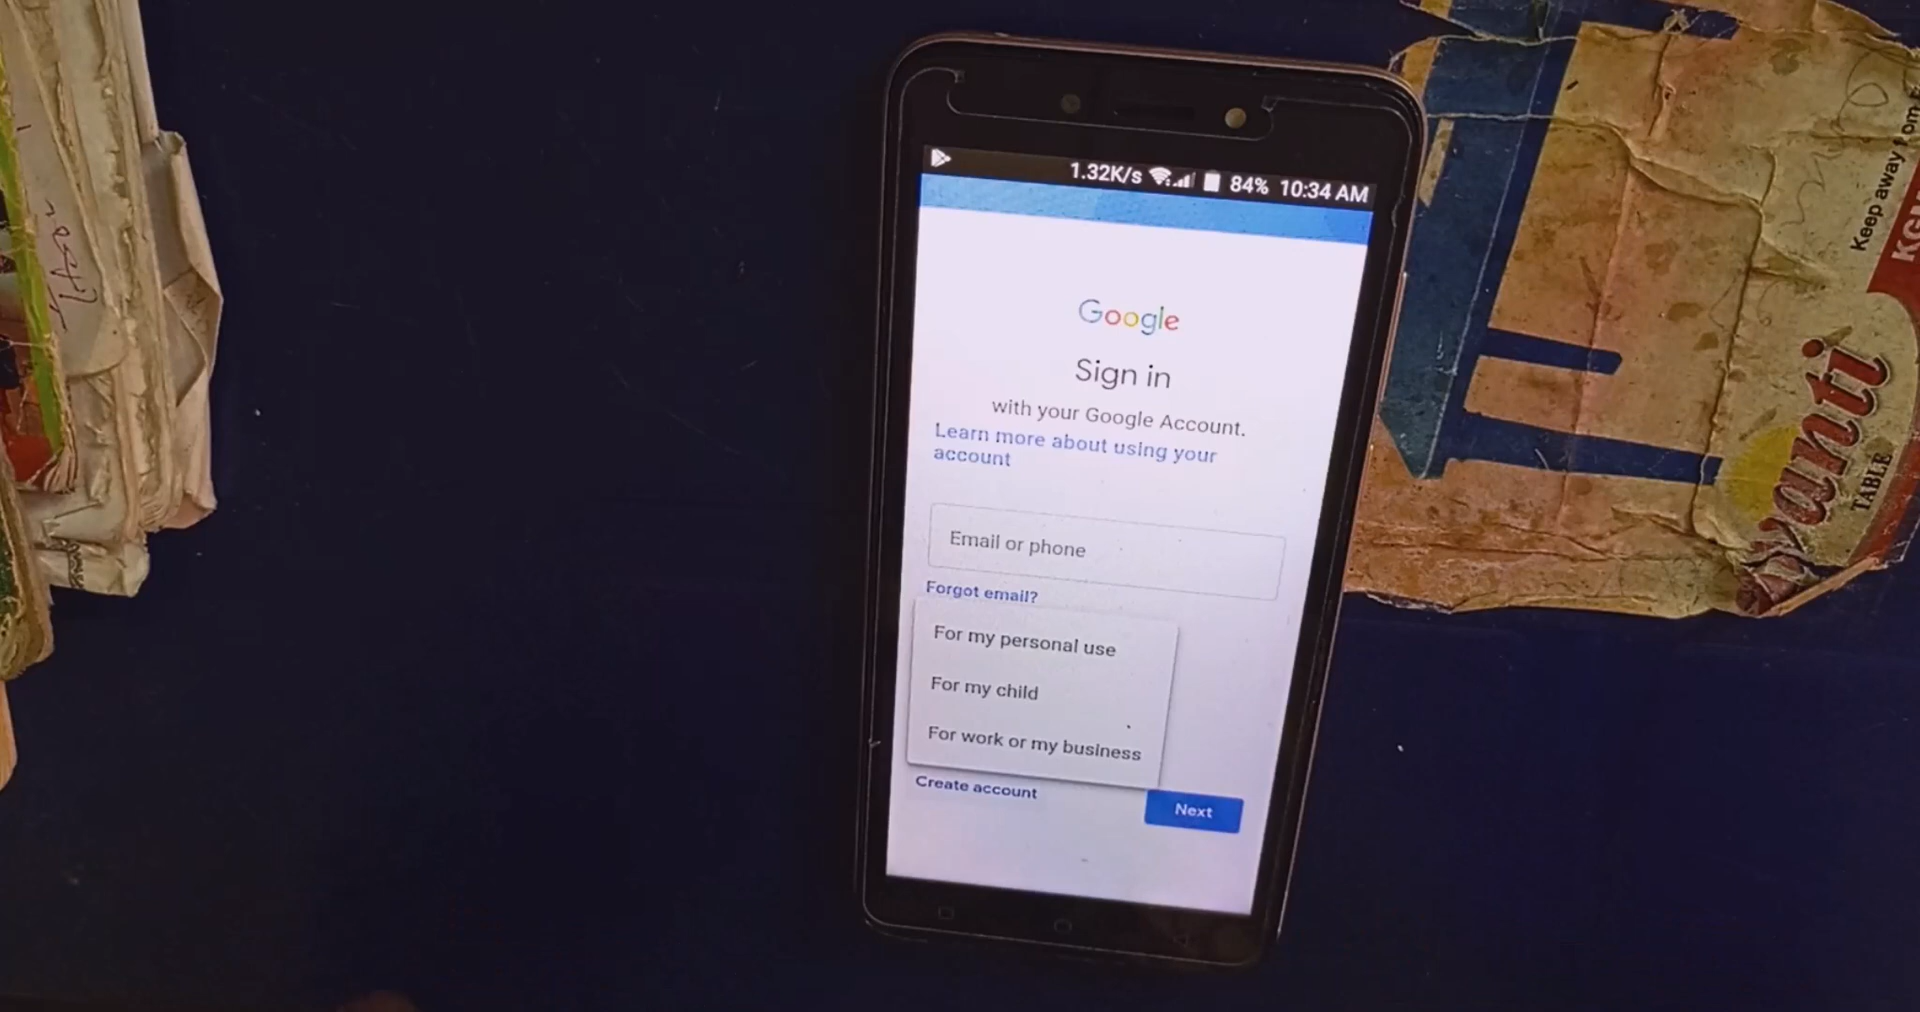 1.32K/s 84% 10:34 AM
Google
Sign in
with your Google Account.
Learn more about using your
account
Email or phone
Forgot email?
For my personal use
For my child
For work or my business
Create account
Next
Keep away from
TABLE